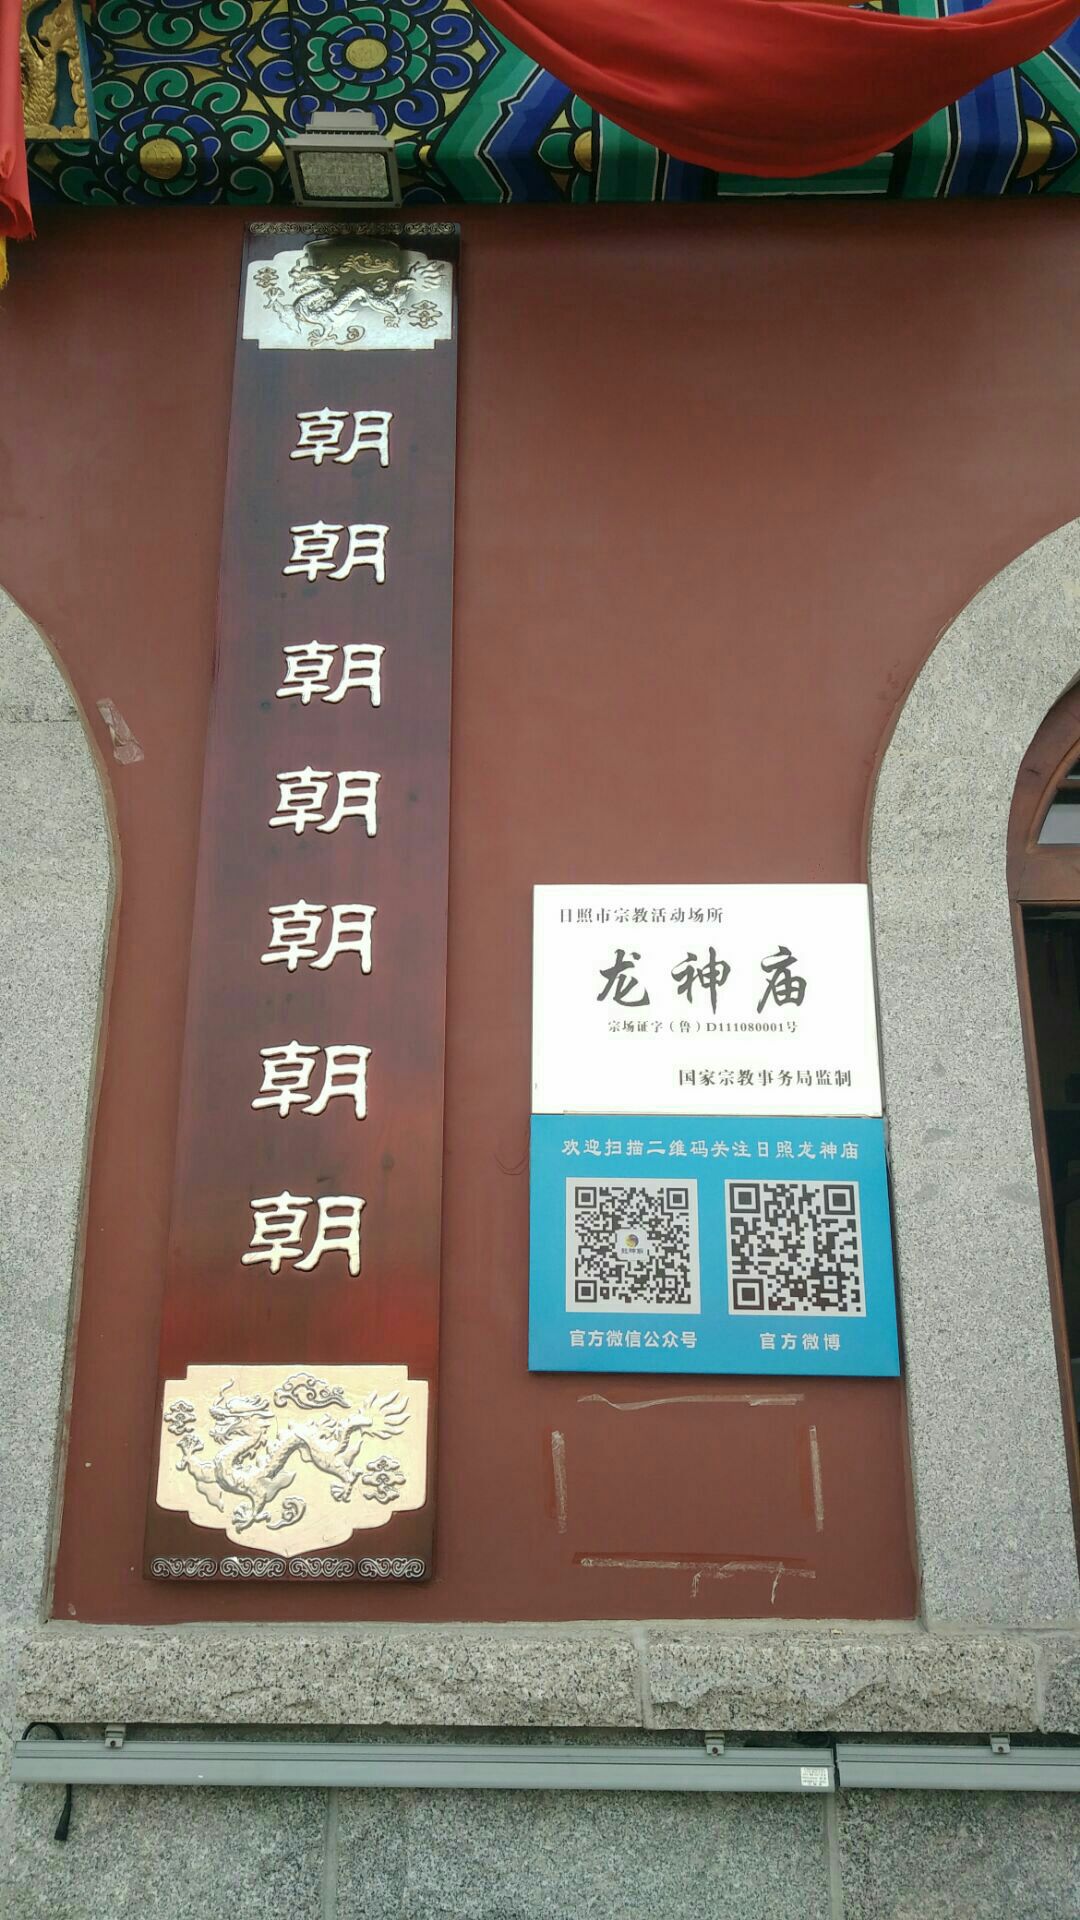 朝朝朝朝朝朝朝
日照市宗教活动场所
龙神庙
宗场证字（鲁）D111080001号
国家宗教事务局监制
欢迎扫描二维码关注日照龙神庙
官方微信公众号
官方微博